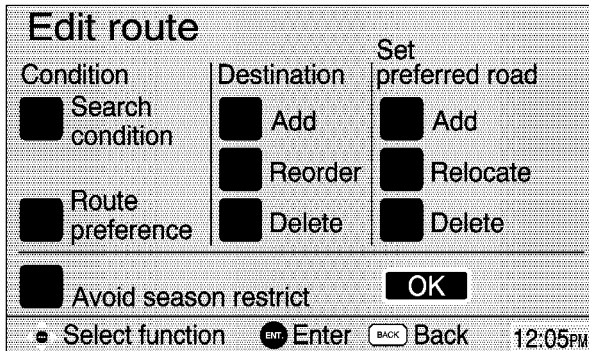 Edit route
Condition
Search
condition
Route
preference
Destination
Add
Reorder
Delete
Set
preferred road
Add
Relocate
Delete
Avoid season restrict
OK
Select function
ENT. Enter
BACK Back
12:05PM